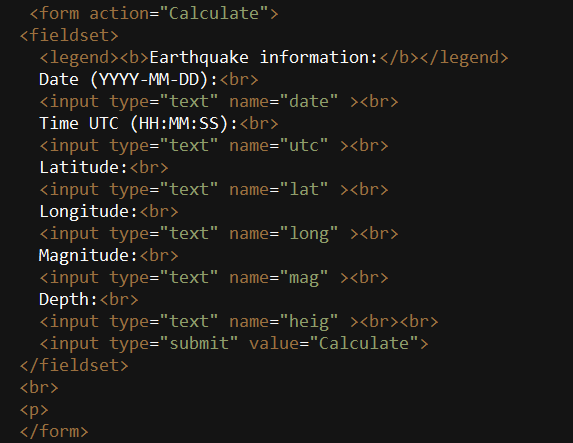 <form action="Calculate">
<fieldset>
<legend><b>Earthquake information:</b></legend>
Date (YYYY-MM-DD):<br>
<input type="text" name="date" ><br>
Time UTC (HH:MM:SS):<br>
<input type="text" name="utc" ><br>
Latitude:<br>
<input type="text" name="lat" ><br>
Longitude:<br>
<input type="text" name="long" ><br>
Magnitude:<br>
<input type="text" name="mag" ><br>
Depth:<br>
<input type="text" name="heig" ><br><br>
<input type="submit" value="Calculate">
</fieldset>
<br>
<p>
</form>